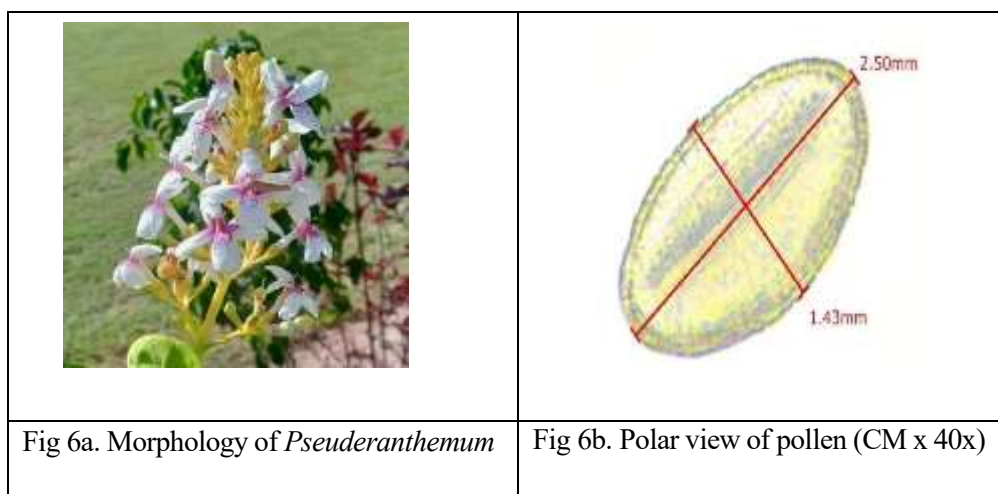 2.50mm
1.43mm
Fig 6a. Morphology of Pseuderanthemum
Fig 6b. Polar view of pollen (CM x 40x)